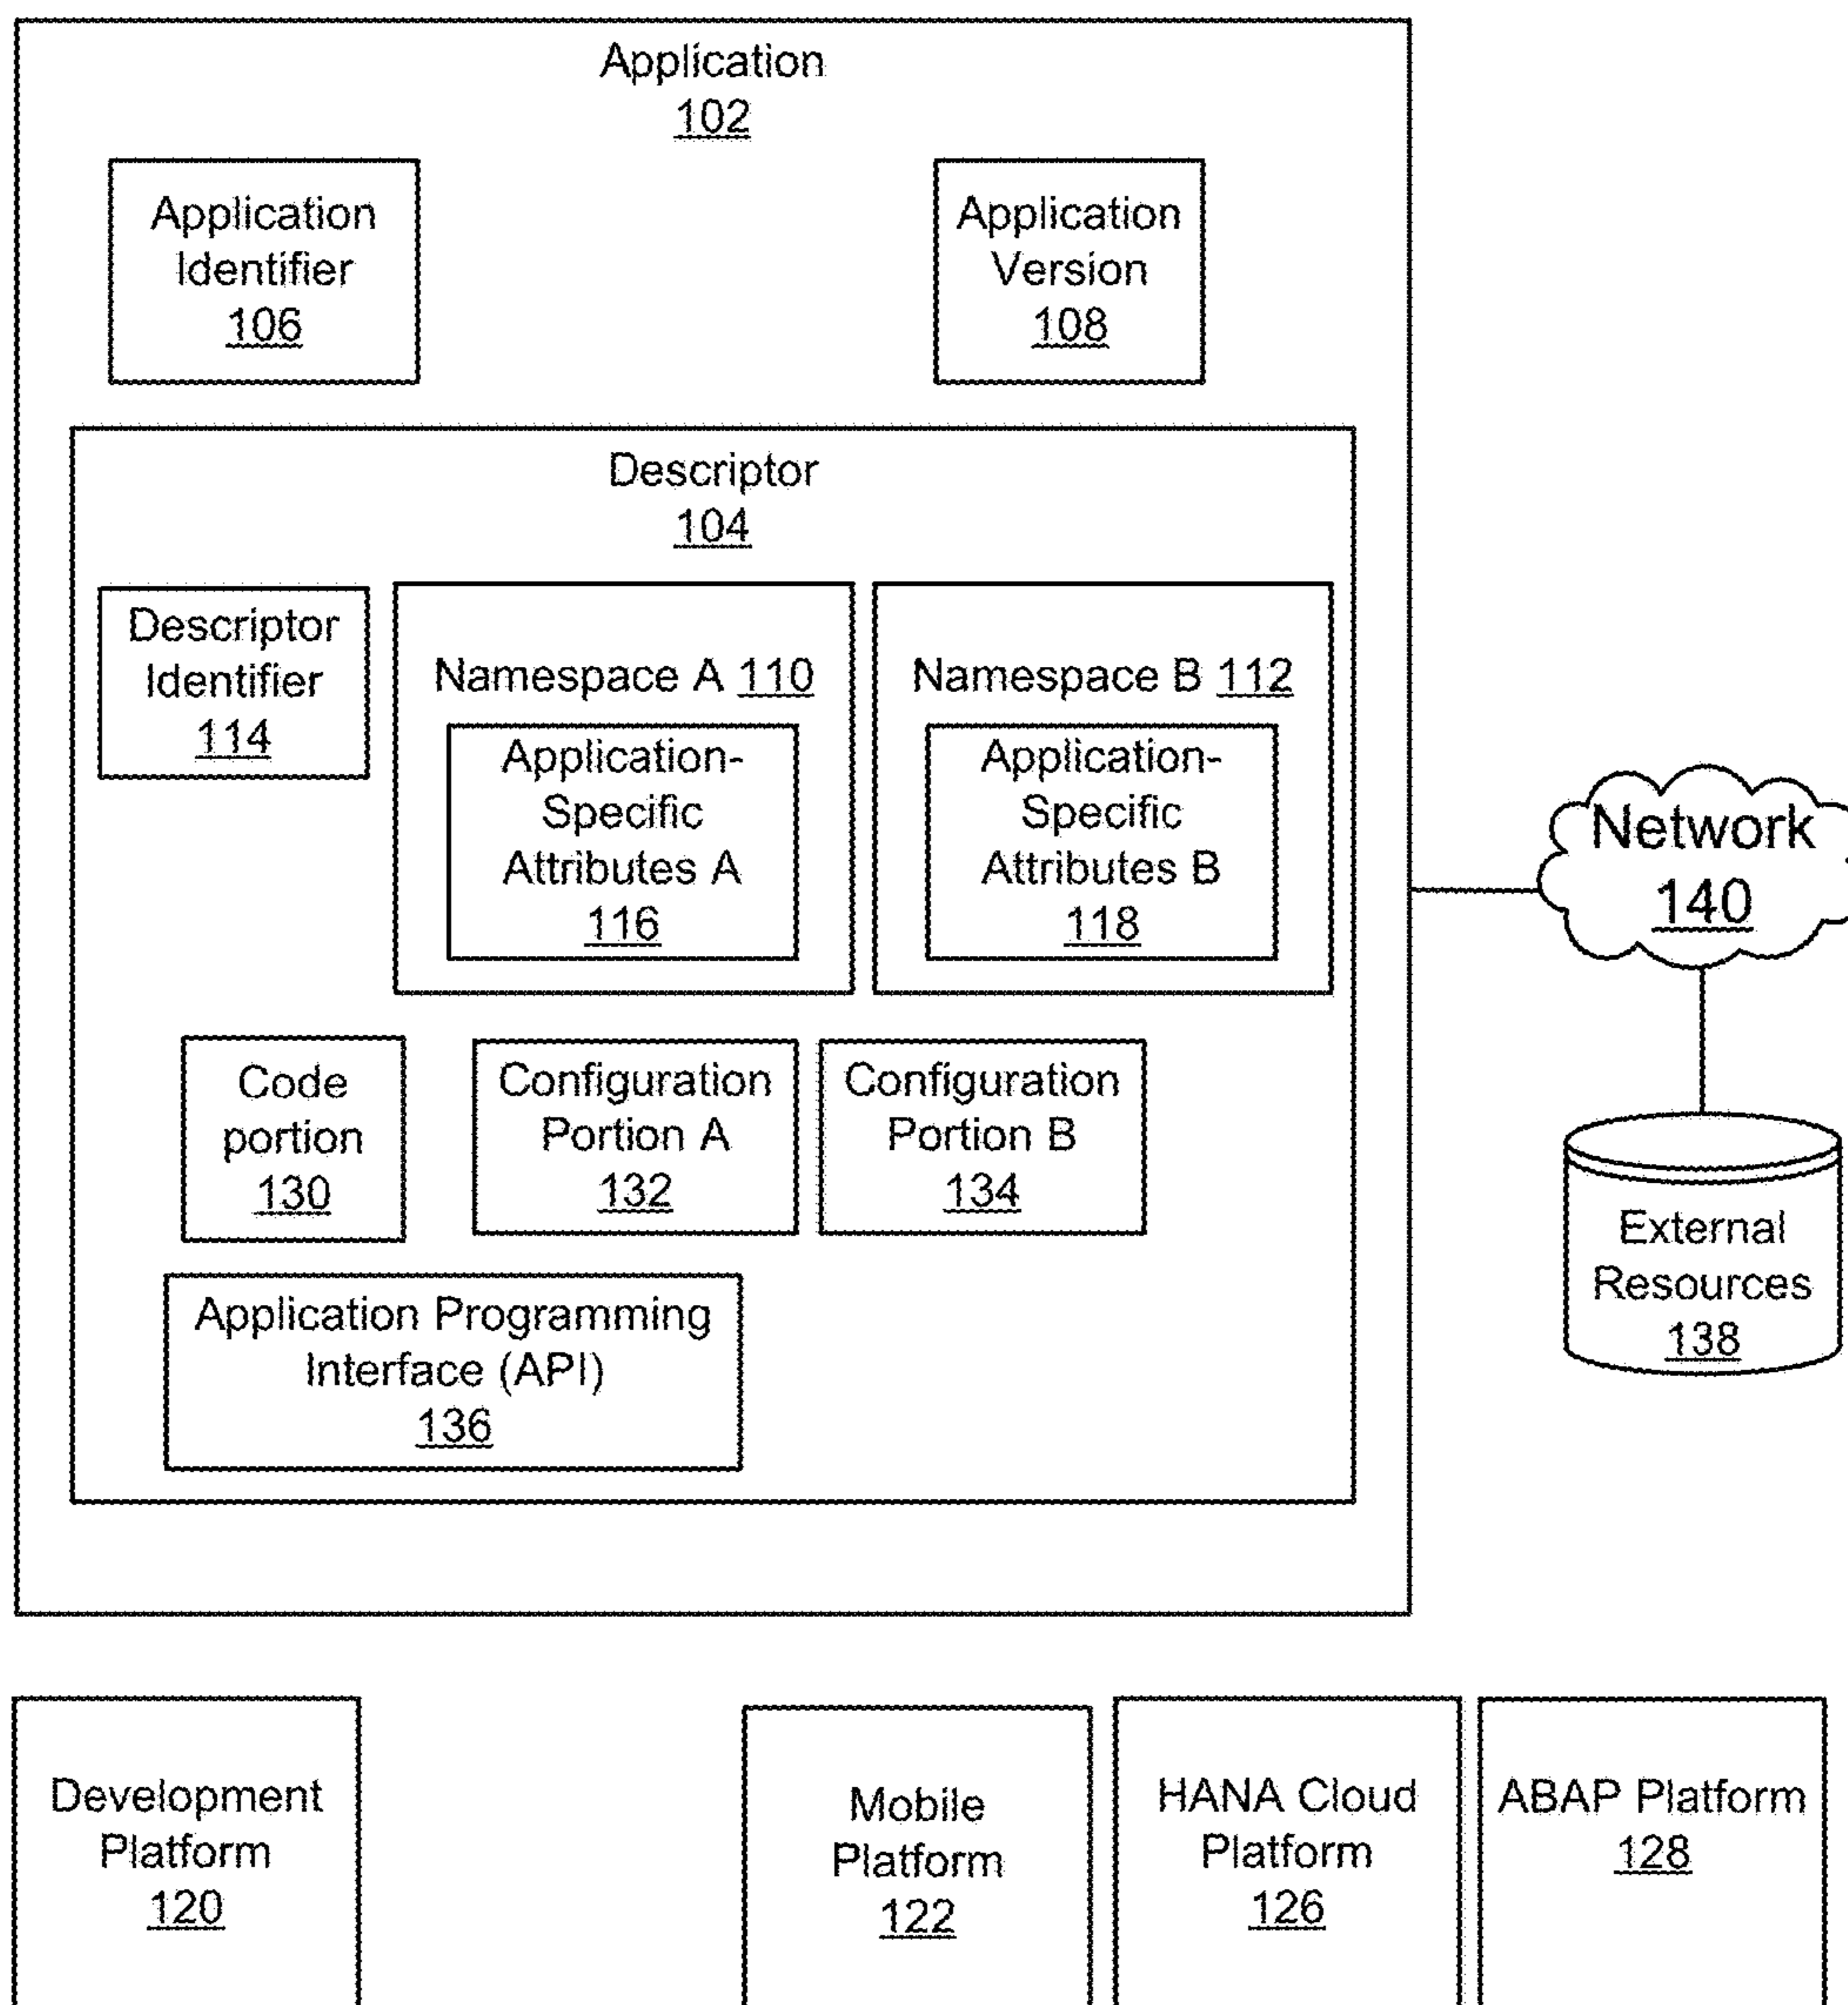 Application
102
Application
Identifier
106
Application
Version
108
Descriptor
104
Descriptor
Identifier
114
Namespace A 110
Application-
Specific
Attributes A
116
Namespace B 112
Application-
Specific
Attributes B
118
Network
140
Code
portion
130
Configuration
Portion A
132
Configuration
Portion B
134
External
Resources
138
Application Programming
Interface (API)
136
Development
Platform
120
Mobile
Platform
122
HANA Cloud
Platform
126
ABAP Platform
128